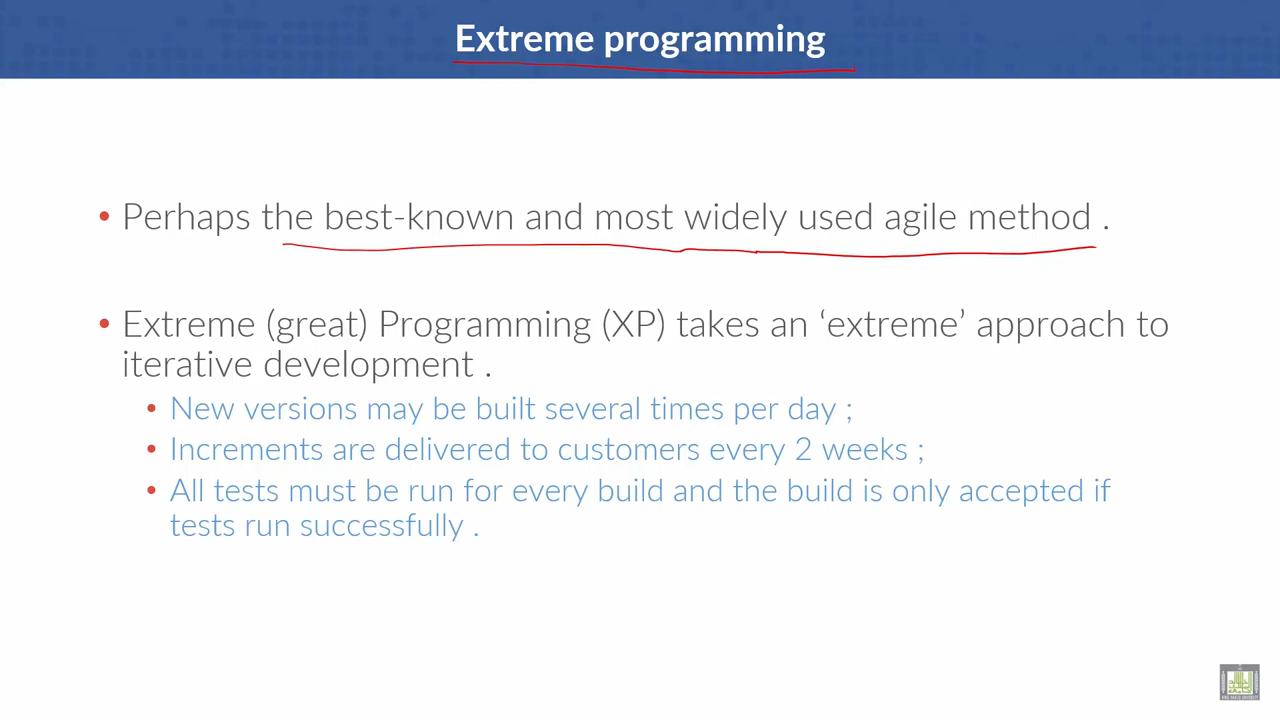 Extreme programming
• Perhaps the best-known and most widely used agile method .
• Extreme (great) Programming (XP) takes an ‘extreme’ approach to
iterative development .
• New versions may be built several times per day ;
• Increments are delivered to customers every 2 weeks ;
• All tests must be run for every build and the build is only accepted if
tests run successfully .